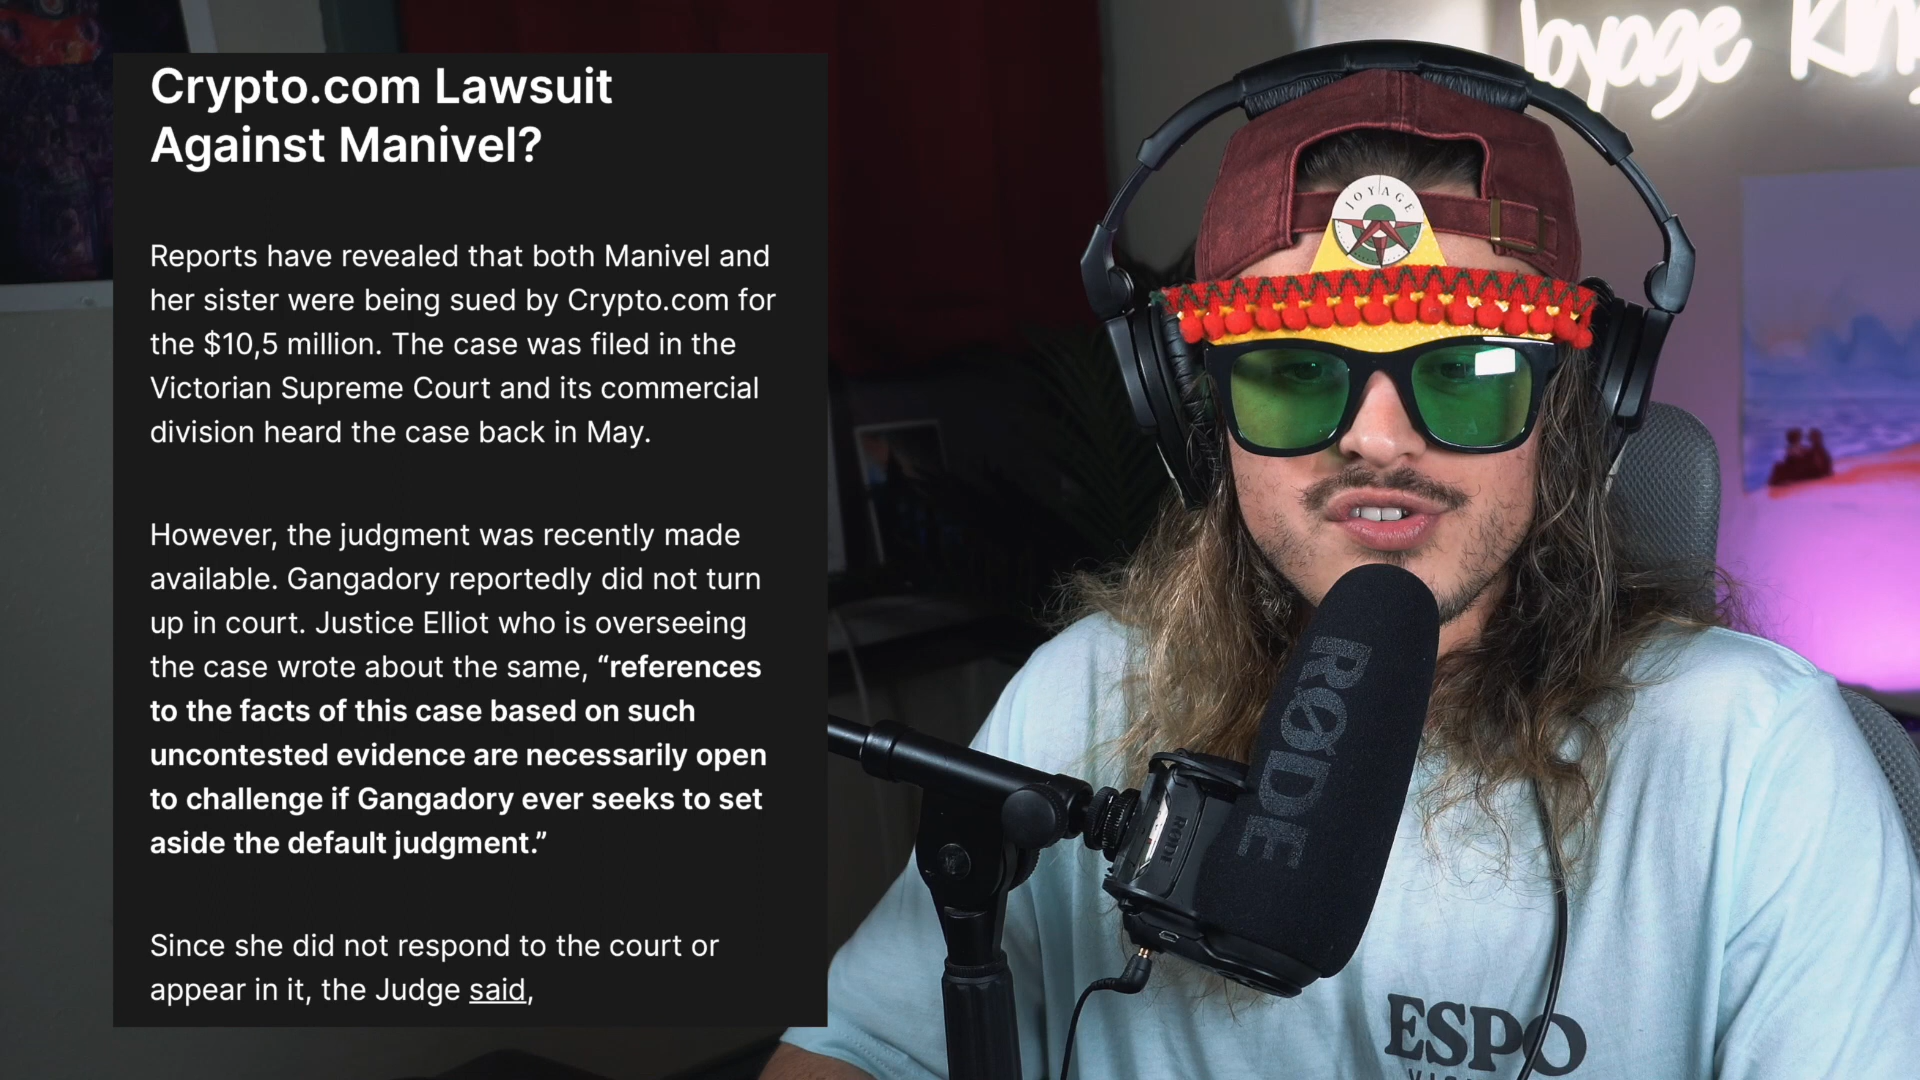 Crypto.com Lawsuit
Against Manivel?
Reports have revealed that both Manivel and
her sister were being sued by Crypto.com for
the $10,5 million. The case was filed in the
Victorian Supreme Court and its commercial
division heard the case back in May.
However, the judgment was recently made
available. Gangadory reportedly did not turn
up in court. Justice Elliot who is overseeing
the case wrote about the same, “references
to the facts of this case based on such
uncontested evidence are necessarily open
to challenge if Gangadory ever seeks to set
aside the default judgment.”
Since she did not respond to the court or
appear in it, the Judge said,
Joyage Kin
JOYAGE
RØDE
RØDE
ESPO